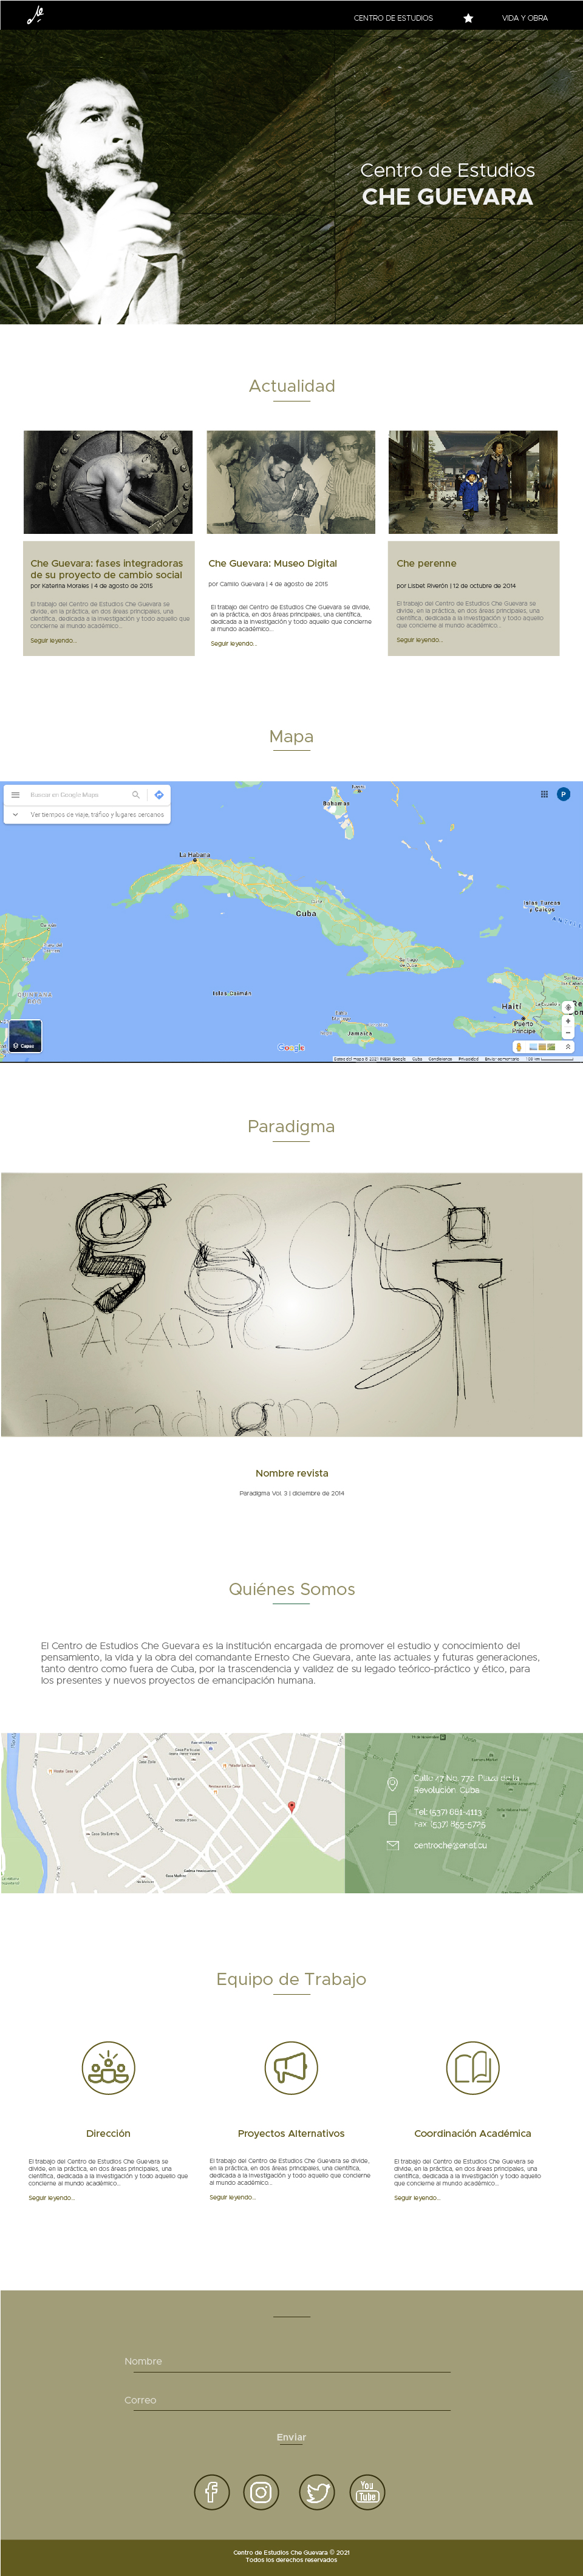 CENTRO DE ESTUDIOS
VIDA Y OBRA
Centro de Estudios
CHE GUEVARA
Actualidad
Che Guevara: fases integradoras
de su proyecto de cambio social
por Katerina Morales | 4 de agosto de 2015
El trabajo del Centro de Estudios Che Guevara se
divide, en la práctica, en dos áreas principales, una
científica, dedicada a la investigación y todo aquello que
concierne al mundo académico...
Seguir leyendo...
Che Guevara: Museo Digital
por Camilo Guevara | 4 de agosto de 2015
El trabajo del Centro de Estudios Che Guevara se divide,
en la práctica, en dos áreas principales, una científica,
dedicada a la investigación y todo aquello que concierne
al mundo académico...
Seguir leyendo...
Che perenne
por Lisbet Riverón | 12 de octubre de 2014
El trabajo del Centro de Estudios Che Guevara se
divide, en la práctica, en dos áreas principales, una
científica, dedicada a la investigación y todo aquello
que concierne al mundo académico...
Seguir leyendo...
Mapa
Buscar en Google Maps
Ver tiempos de viaje, tráfico y lugares cercanos
P
Bahamas
La Habana
Cuba
Islas Turcas
y Caicos
Islas Caimán
Haití
Puerto
Príncipe
Jamaica
Capas
Google
Paradigma
PARADIG
Paradigm
Nombre revista
Paradigma Vol. 3 | diciembre de 2014
Quiénes Somos
El Centro de Estudios Che Guevara es la institución encargada de promover el estudio y conocimiento del
pensamiento, la vida y la obra del comandante Ernesto Che Guevara, ante las actuales y futuras generaciones,
tanto dentro como fuera de Cuba, por la trascendencia y validez de su legado teórico-práctico y ético, para
los presentes y nuevos proyectos de emancipación humana.
Calle 47 No. 772. Plaza de la
Revolución. Cuba
Tel: (537) 881-4113
Fax: (537) 855-5725
centroche@enet.cu
Equipo de Trabajo
Dirección
El trabajo del Centro de Estudios Che Guevara se
divide, en la práctica, en dos áreas principales, una
científica, dedicada a la investigación y todo aquello que
concierne al mundo académico...
Seguir leyendo...
Proyectos Alternativos
El trabajo del Centro de Estudios Che Guevara se divide,
en la práctica, en dos áreas principales, una científica,
dedicada a la investigación y todo aquello que concierne
al mundo académico...
Seguir leyendo...
Coordinación Académica
El trabajo del Centro de Estudios Che Guevara se
divide, en la práctica, en dos áreas principales, una
científica, dedicada a la investigación y todo aquello
que concierne al mundo académico...
Seguir leyendo...
Nombre
Correo
Enviar
You
Tube
Centro de Estudios Che Guevara © 2021
Todos los derechos reservados